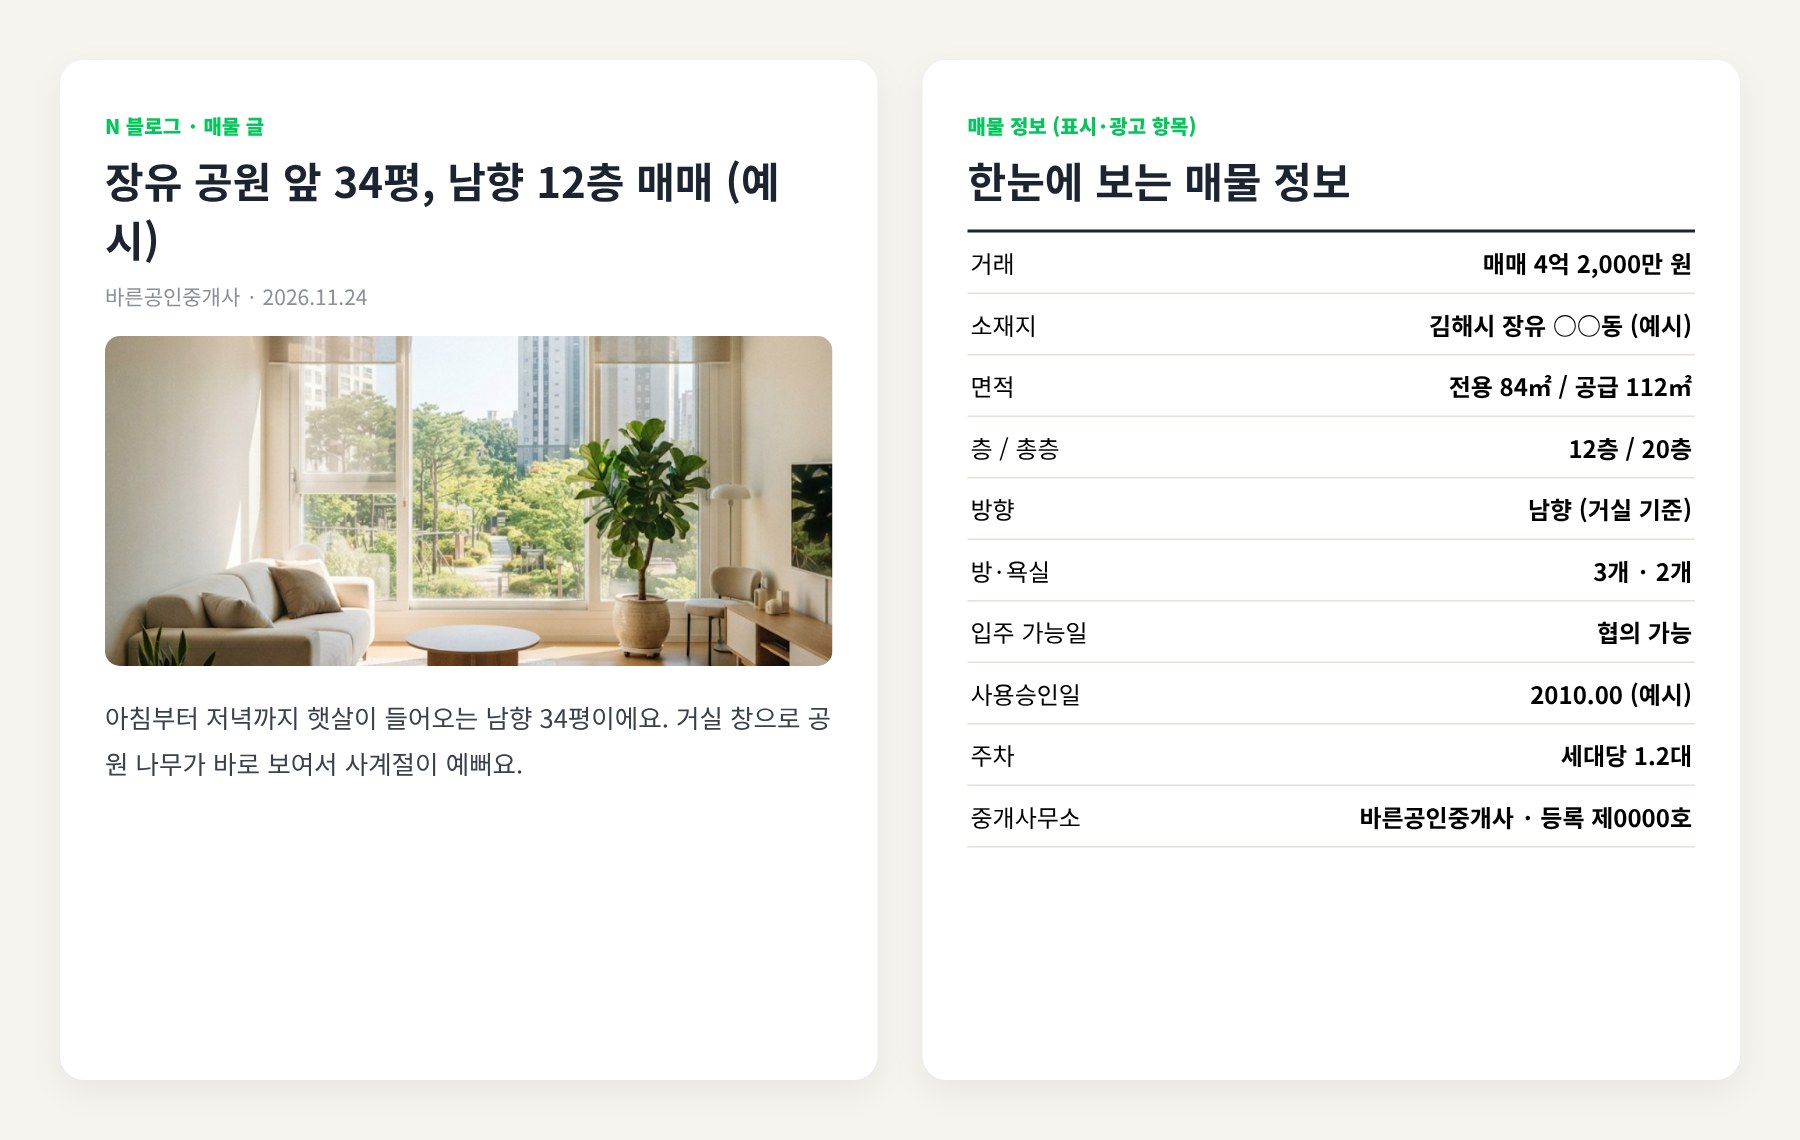 N 블로그 · 매물 글
장유 공원 앞 34평, 남향 12층 매매 (예
시)
바른공인중개사 · 2026.11.24
아침부터 저녁까지 햇살이 들어오는 남향 34평이에요. 거실 창으로 공
원 나무가 바로 보여서 사계절이 예뻐요.
매물 정보 (표시·광고 항목)
한눈에 보는 매물 정보
거래 매매 4억 2,000만 원
소재지 김해시 장유 ○○동 (예시)
면적 전용 84㎡ / 공급 112㎡
층 / 총층 12층 / 20층
방향 남향 (거실 기준)
방·욕실 3개 · 2개
입주 가능일 협의 가능
사용승인일 2010.00 (예시)
주차 세대당 1.2대
중개사무소 바른공인중개사 · 등록 제0000호